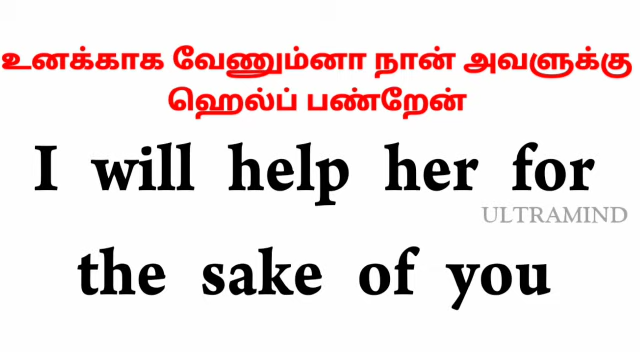 உனக்காக வேணும்னா நான் அவளுக்கு
ஹெல்ப் பண்றேன்
I will help her for
ULTRAMIND
the sake of you